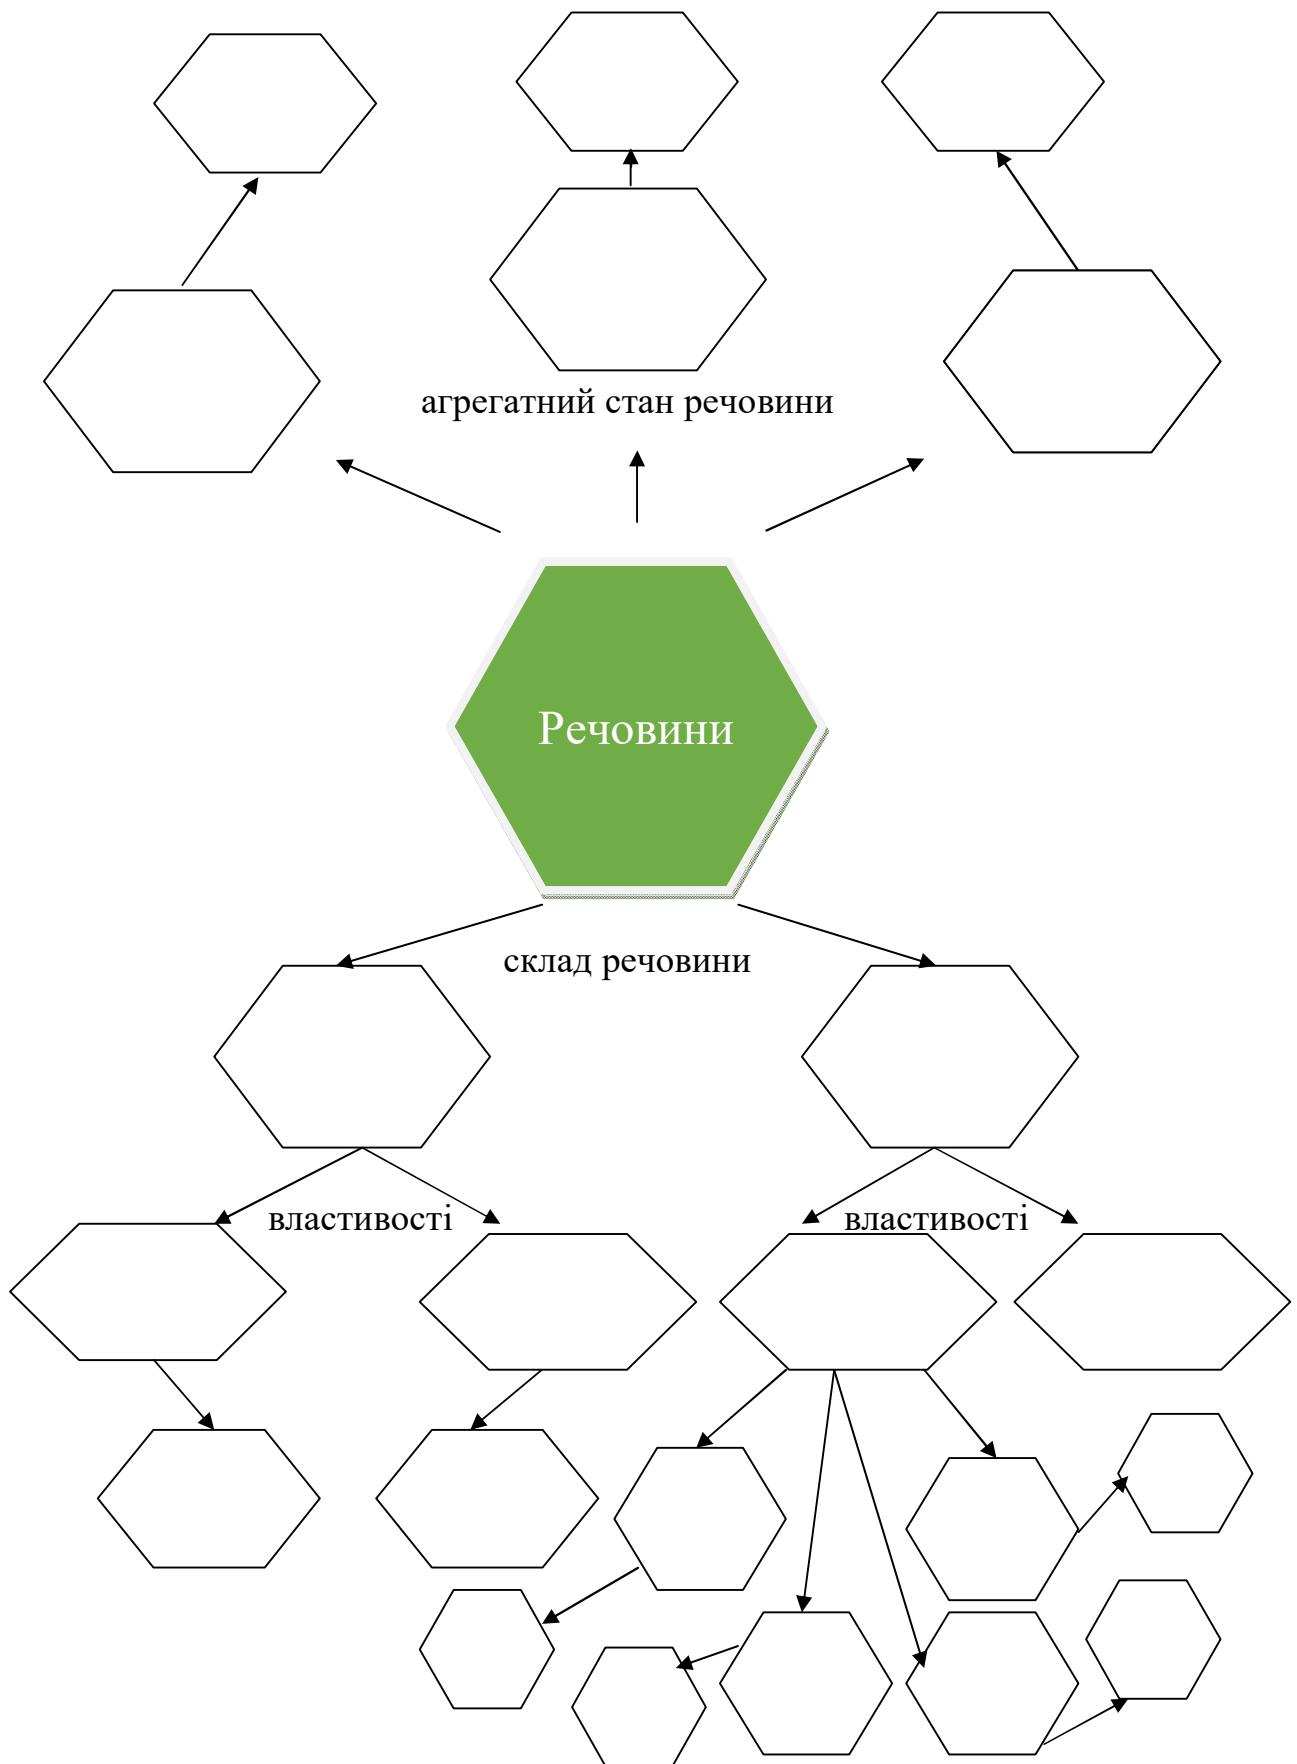 агрегатний стан речовини
Речовини
склад речовини
властивості
властивості